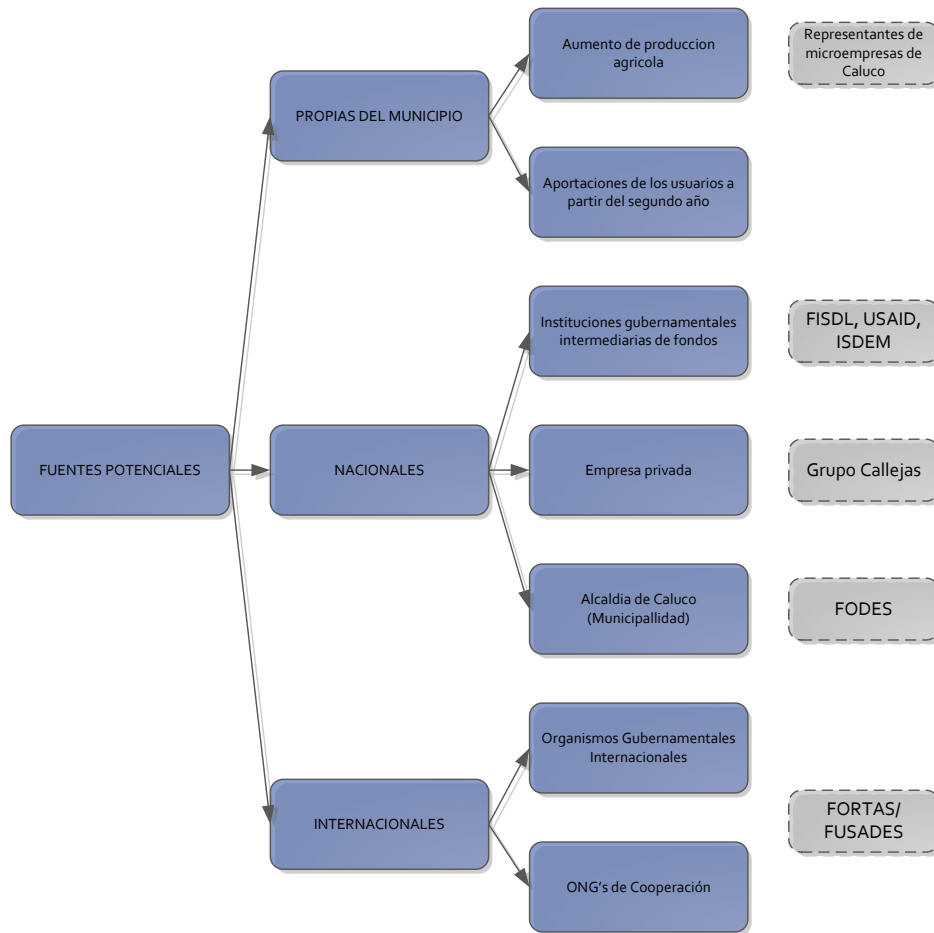 Aumento de produccion
agricola
Representantes de
microempresas de
Caluco
PROPIAS DEL MUNICIPIO
Aportaciones de los usuarios a
partir del segundo año
Instituciones gubernamentales
intermediarias de fondos
FISDL, USAID,
ISDEM
FUENTES POTENCIALES
NACIONALES
Empresa privada
Grupo Callejas
Alcaldia de Caluco
(Municipallidad)
FODES
Organismos Gubernamentales
Internacionales
INTERNACIONALES
FORTAS/
FUSADES
ONG's de Cooperación